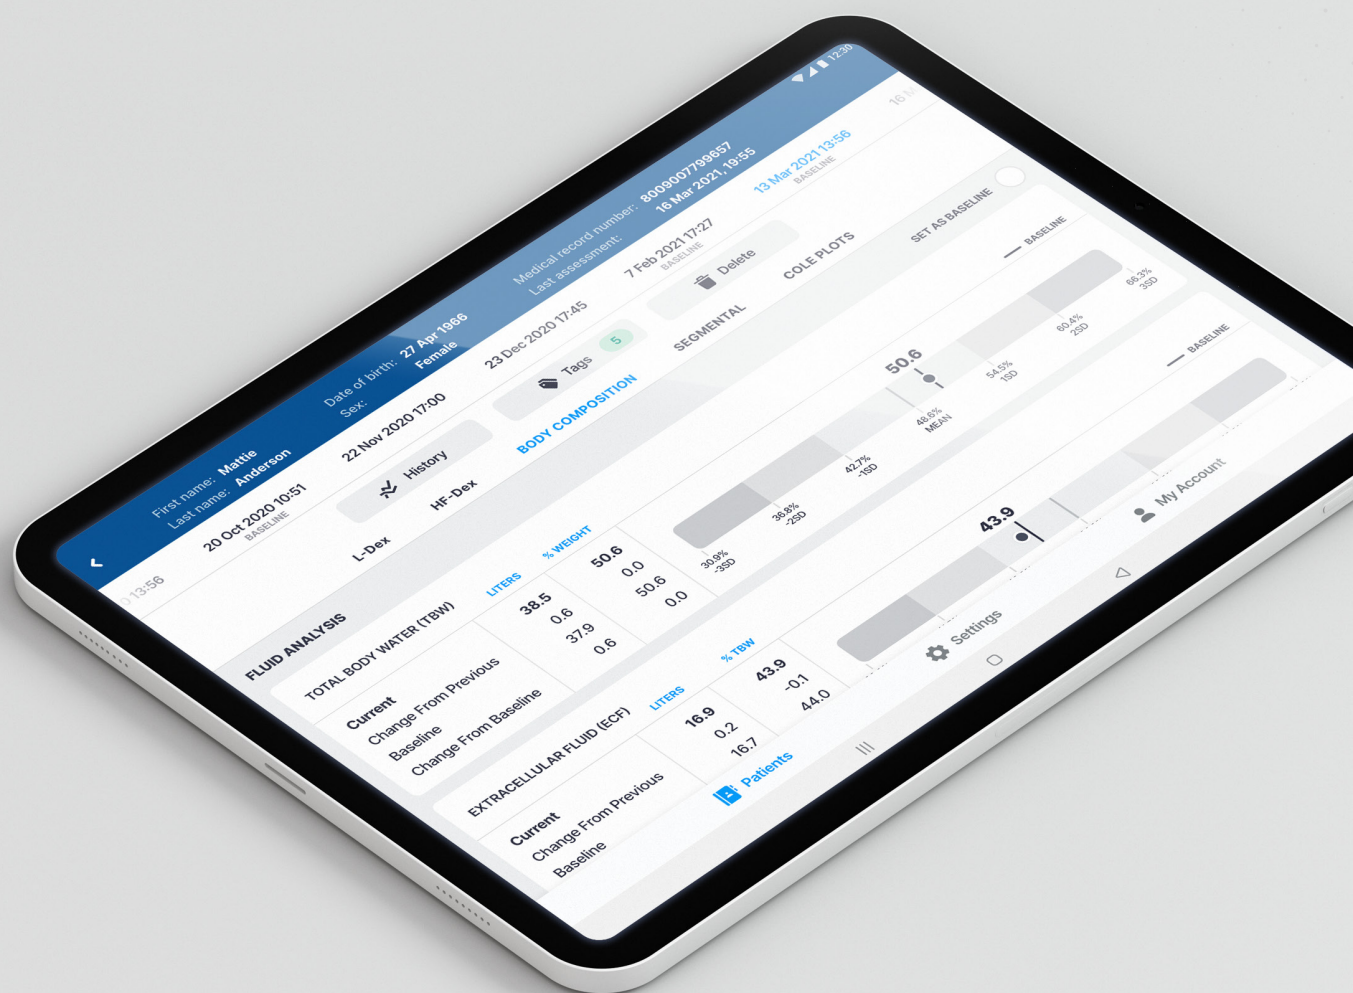 12:30
First name: Mattie
Last name: Anderson
Date of birth: 27 Apr 1966
Sex: Female
Medical record number: 8009007799657
Last assessment: 16 Mar 2021, 19:55
13:56
20 Oct 2020 10:51
BASELINE
22 Nov 2020 17:00
23 Dec 2020 17:45
7 Feb 2021 17:27
BASELINE
13 Mar 2021 13:56
BASELINE
16
History
Tags 5
Delete
L-Dex
HF-Dex
BODY COMPOSITION
SEGMENTAL
COLE PLOTS
FLUID ANALYSIS
SET AS BASELINE
TOTAL BODY WATER (TBW)
LITERS
% WEIGHT
BASELINE
Current 38.5 50.6
Change From Previous 0.6 0.0
Baseline 37.9 50.6
Change From Baseline 0.6 0.0
50.6
30.9% 36.8% 42.7% 48.6% 54.5% 60.4% 66.3%
-3SD -2SD -1SD MEAN 1SD 2SD 3SD
EXTRACELLULAR FLUID (ECF)
LITERS
% TBW
BASELINE
Current 16.9 43.9
Change From Previous 0.2 -0.1
Baseline 16.7 44.0
43.9
Patients
Settings
My Account